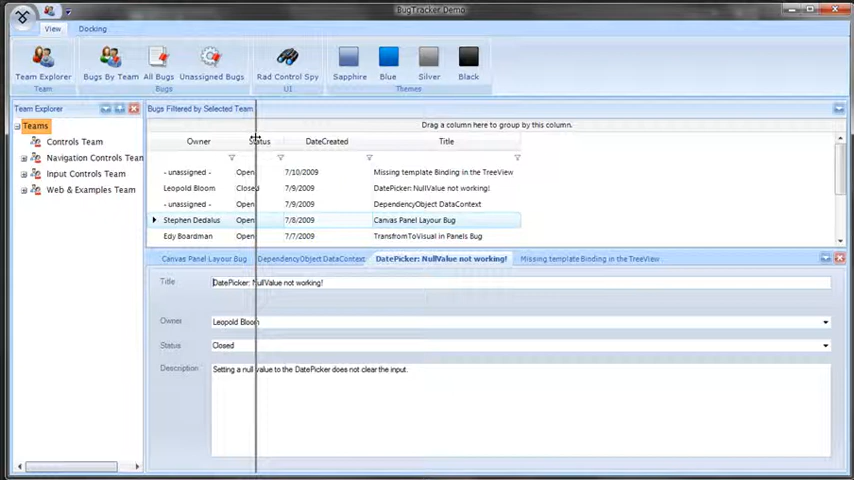 BugTracker Demo
View Docking
Team Explorer Bugs By Team All Bugs Unassigned Bugs Rad Control Spy Sapphire Blue Silver Black
Team Bugs UI Themes
Team Explorer
Teams
Controls Team
Navigation Controls Team
Input Controls Team
Web & Examples Team
Bugs Filtered by Selected Team
Drag a column here to group by this column.
Owner Status DateCreated Title
- unassigned - Open 7/10/2009 Missing template Binding in the TreeView
Leopold Bloom Closed 7/9/2009 DatePicker: NullValue not working!
- unassigned - Open 7/9/2009 DependencyObject DataContext
Stephen Dedalus Open 7/8/2009 Canvas Panel Layour Bug
Edy Boardman Open 7/7/2009 TransfromToVisual in Panels Bug
Canvas Panel Layour Bug DependencyObject DataContext DatePicker: NullValue not working! Missing template Binding in the TreeView
Title DatePicker: NullValue not working!
Owner Leopold Bloom
Status Closed
Description Setting a null value to the DatePicker does not clear the input.